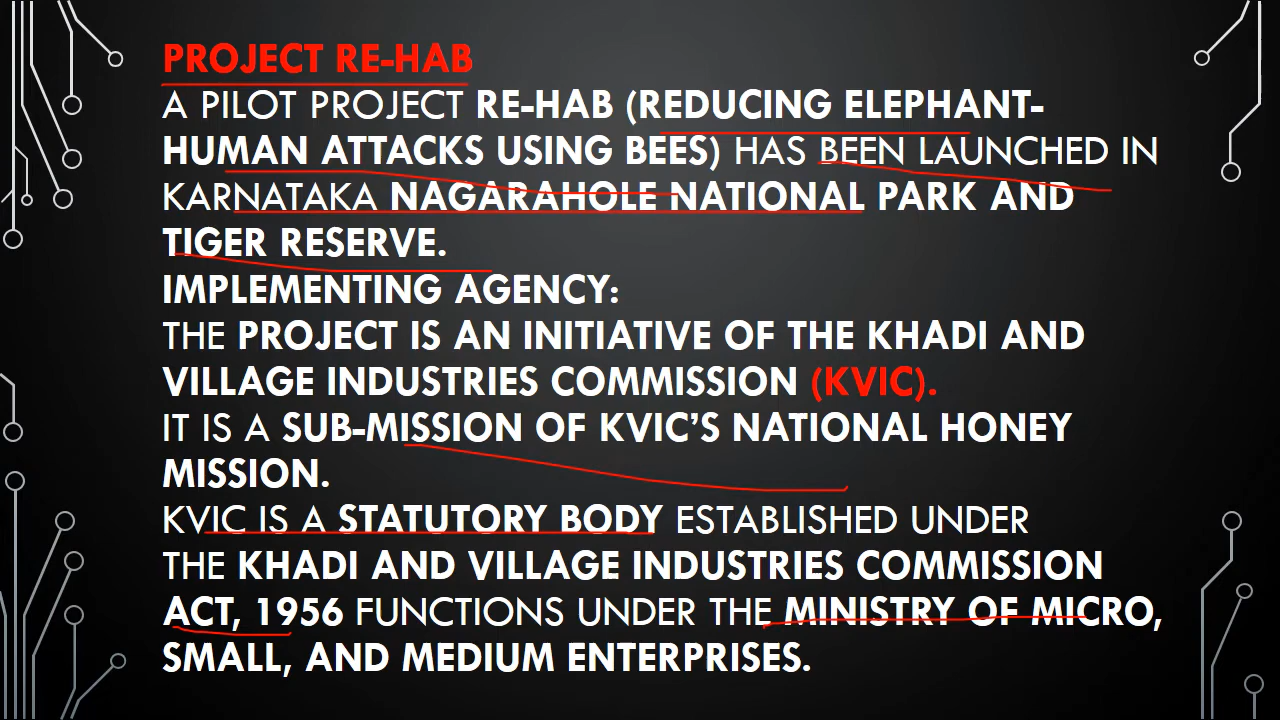 PROJECT RE-HAB
A PILOT PROJECT RE-HAB (REDUCING ELEPHANT-
HUMAN ATTACKS USING BEES) HAS BEEN LAUNCHED IN
KARNATAKA NAGARAHOLE NATIONAL PARK AND
TIGER RESERVE.
IMPLEMENTING AGENCY:
THE PROJECT IS AN INITIATIVE OF THE KHADI AND
VILLAGE INDUSTRIES COMMISSION (KVIC).
IT IS A SUB-MISSION OF KVIC’S NATIONAL HONEY
MISSION.
KVIC IS A STATUTORY BODY ESTABLISHED UNDER
THE KHADI AND VILLAGE INDUSTRIES COMMISSION
ACT, 1956 FUNCTIONS UNDER THE MINISTRY OF MICRO,
SMALL, AND MEDIUM ENTERPRISES.